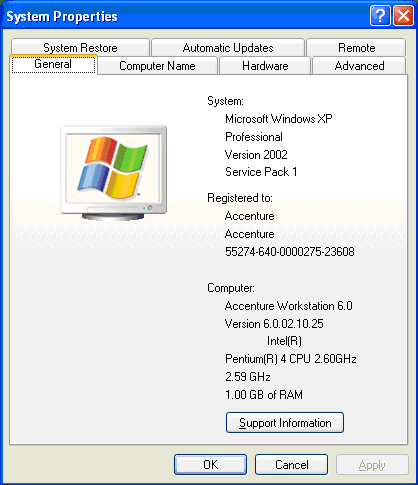 System Properties
System Restore
Automatic Updates
Remote
General
Computer Name
Hardware
Advanced
System:
Microsoft Windows XP
Professional
Version 2002
Service Pack 1
Registered to:
Accenture
Accenture
55274-640-0000275-23608
Computer:
Accenture Workstation 6.0
Version 6.0.02.10.25
Intel(R)
Pentium(R) 4 CPU 2.60GHz
2.59 GHz
1.00 GB of RAM
Support Information
OK
Cancel
Apply